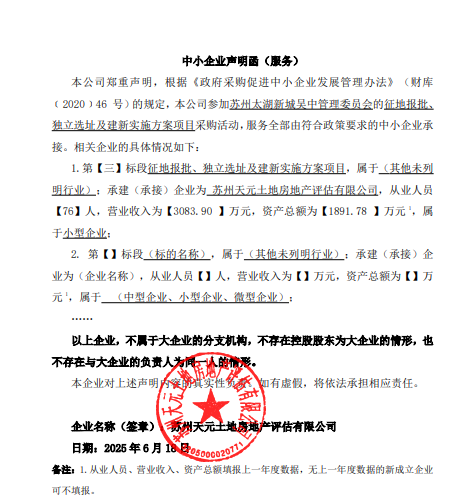 中小企业声明函（服务）
本公司郑重声明，根据《政府采购促进中小企业发展管理办法》（财库
〔2020〕46 号）的规定，本公司参加苏州太湖新城吴中管理委员会的征地报批、
独立选址及建新实施方案项目采购活动，服务全部由符合政策要求的中小企业承
接。相关企业的具体情况如下：
1. 第【三】标段征地报批、独立选址及建新实施方案项目，属于（其他未列
明行业）；承建（承接）企业为 苏州天元土地房地产评估有限公司，从业人员
【76】人，营业收入为【3083.90 】万元，资产总额为【1891.78 】万元¹，属
于小型企业；
2. 第【】标段（标的名称），属于（其他未列明行业）；承建（承接）企
业为（企业名称），从业人员【】人，营业收入为【】万元，资产总额为【】万
元¹，属于 （中型企业、小型企业、微型企业）；
……
以上企业，不属于大企业的分支机构，不存在控股股东为大企业的情形，也
不存在与大企业的负责人为同一人的情形。
本企业对上述声明内容的真实性负责。如有虚假，将依法承担相应责任。
企业名称（签章） 苏州天元土地房地产评估有限公司
日期：2025 年 6 月 18 日
苏州天元土地房地产评估有限公司
3205000020771
备注：1. 从业人员、营业收入、资产总额填报上一年度数据，无上一年度数据的新成立企业
可不填报。